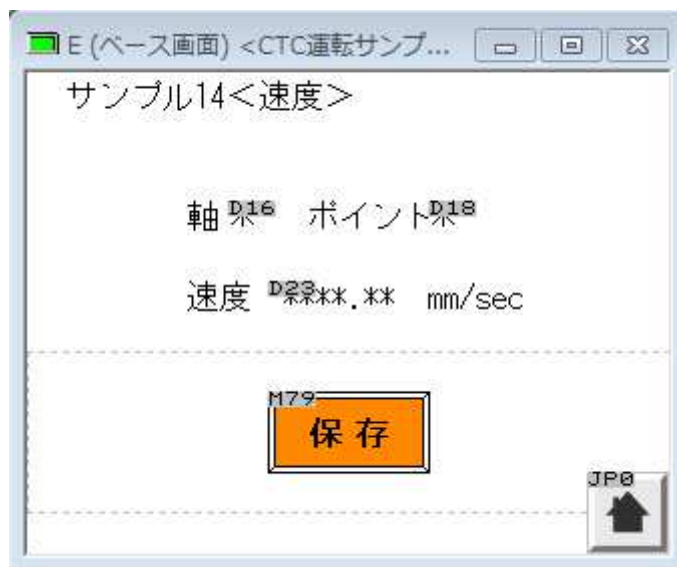 E (ベース画面) <CTC運転サンプ...
サンプル14<速度>
軸 D16* ポイント D18*
速度 D23**.** mm/sec
M79
保存
JP0